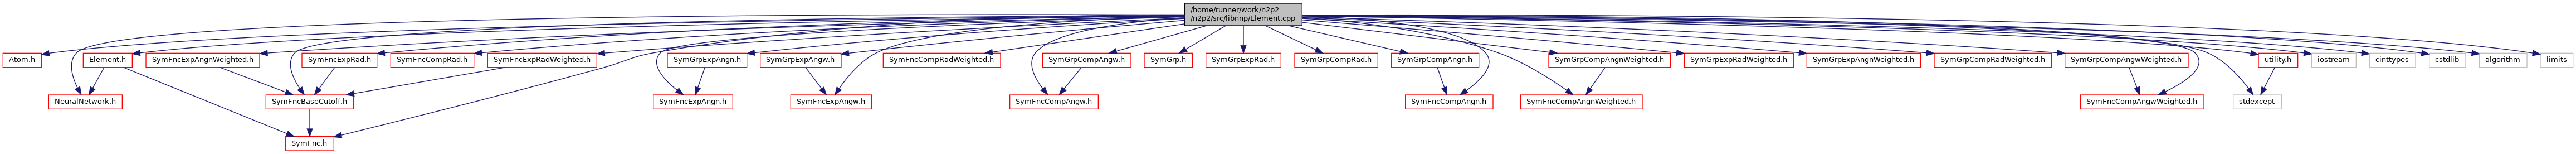 /home/runner/work/n2p2
/n2p2/src/libnnp/Element.cpp
Atom.h
Element.h
SymFncExpAngnWeighted.h
SymFncExpRad.h
SymFncCompRad.h
SymFncExpRadWeighted.h
SymGrpExpAngn.h
SymGrpExpAngw.h
SymFncCompRadWeighted.h
SymGrpCompAngw.h
SymGrp.h
SymGrpExpRad.h
SymGrpCompRad.h
SymGrpCompAngn.h
SymGrpCompAngnWeighted.h
SymGrpExpRadWeighted.h
SymGrpExpAngnWeighted.h
SymGrpCompRadWeighted.h
SymGrpCompAngwWeighted.h
utility.h
iostream
cinttypes
cstdlib
algorithm
limits
NeuralNetwork.h
SymFncBaseCutoff.h
SymFncExpAngn.h
SymFncExpAngw.h
SymFncCompAngw.h
SymFncCompAngn.h
SymFncCompAngnWeighted.h
SymFncCompAngwWeighted.h
stdexcept
SymFnc.h